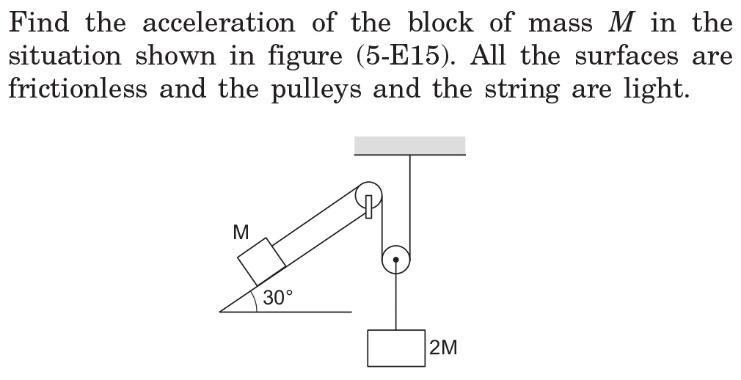 Find the acceleration of the block of mass M in the
situation shown in figure (5-E15). All the surfaces are
frictionless and the pulleys and the string are light.
M
30°
2M